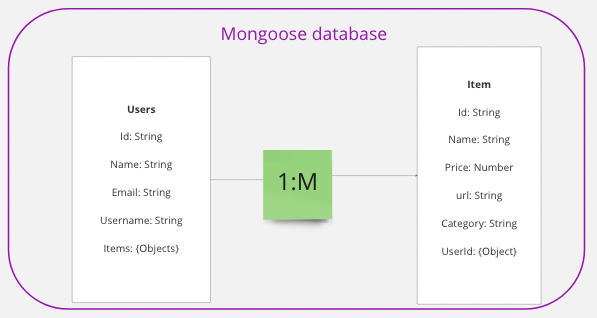 Mongoose database
Users
Id: String
Name: String
Email: String
Username: String
Items: {Objects}
1:M
Item
Id: String
Name: String
Price: Number
url: String
Category: String
UserId: {Object}